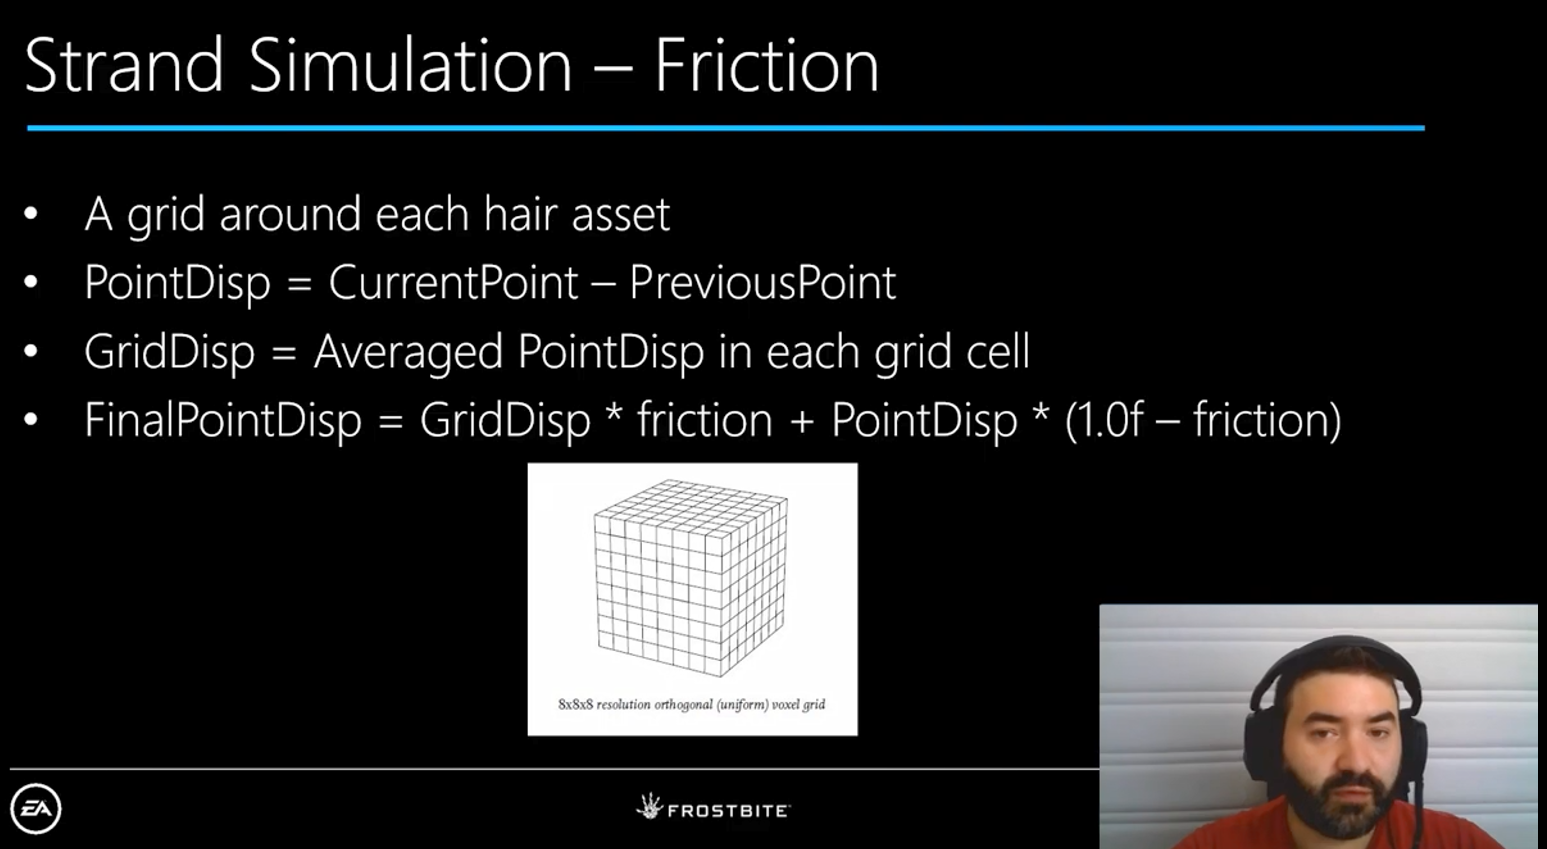 Strand Simulation – Friction
• A grid around each hair asset
• PointDisp = CurrentPoint – PreviousPoint
• GridDisp = Averaged PointDisp in each grid cell
• FinalPointDisp = GridDisp * friction + PointDisp * (1.0f – friction)
8x8x8 resolution orthogonal (uniform) voxel grid
EA
FROSTBITE